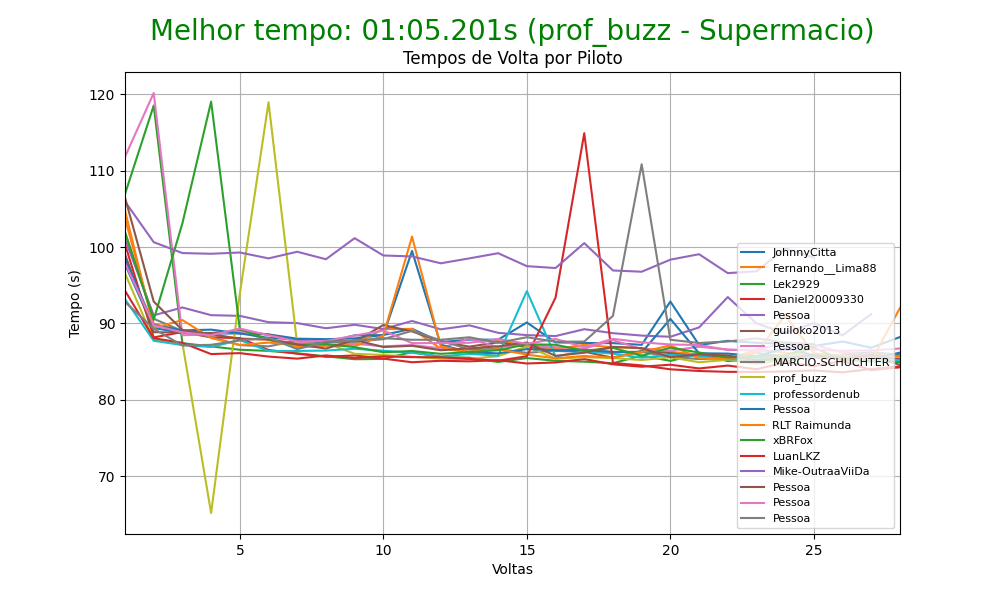 Melhor tempo: 01:05.201s (prof_buzz - Supermacio)
Tempos de Volta por Piloto
120
110
100
90
80
70
Tempo (s)
5
10
15
20
25
Voltas
JohnnyCitta
Fernando__Lima88
Lek2929
Daniel20009330
Pessoa
guiloko2013
Pessoa
MARCIO-SCHUCHTER
prof_buzz
professordenub
Pessoa
RLT Raimunda
xBRFox
LuanLKZ
Mike-OutraaViiDa
Pessoa
Pessoa
Pessoa